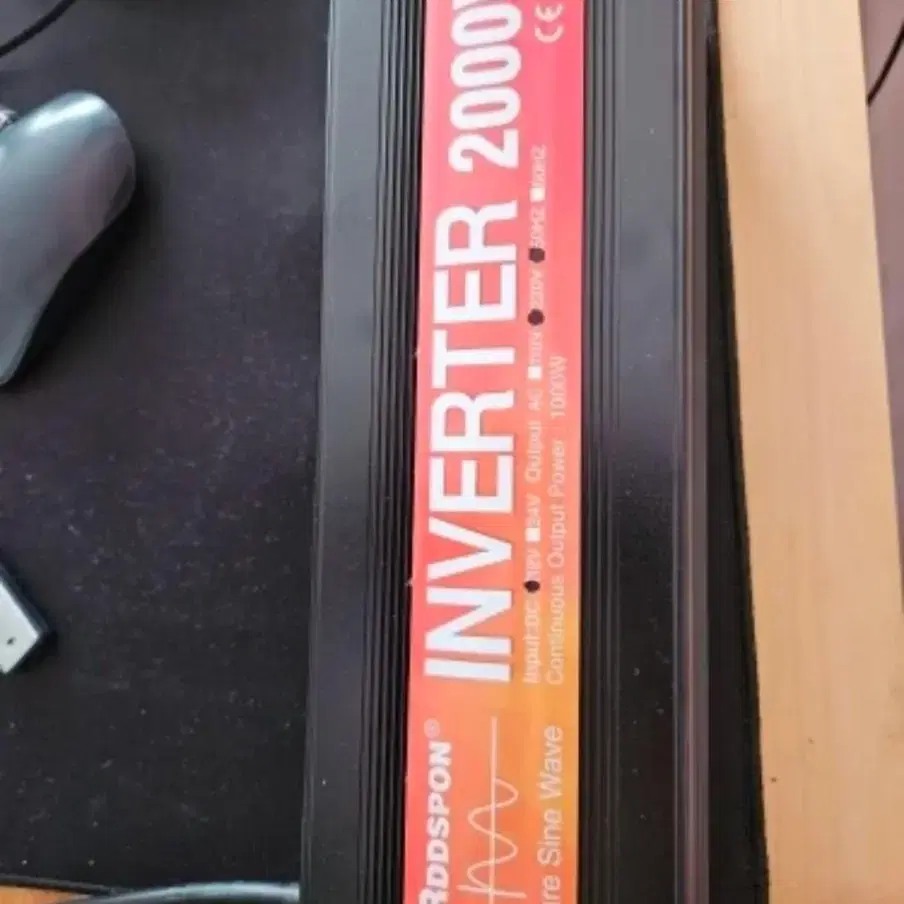 RDDSPON®
re Sine Wave
INVERTER 2000
Input:DC 12V 24V Output AC 110V 220V 50HZ 60HZ
Continuous Output Power : 1000W
CE